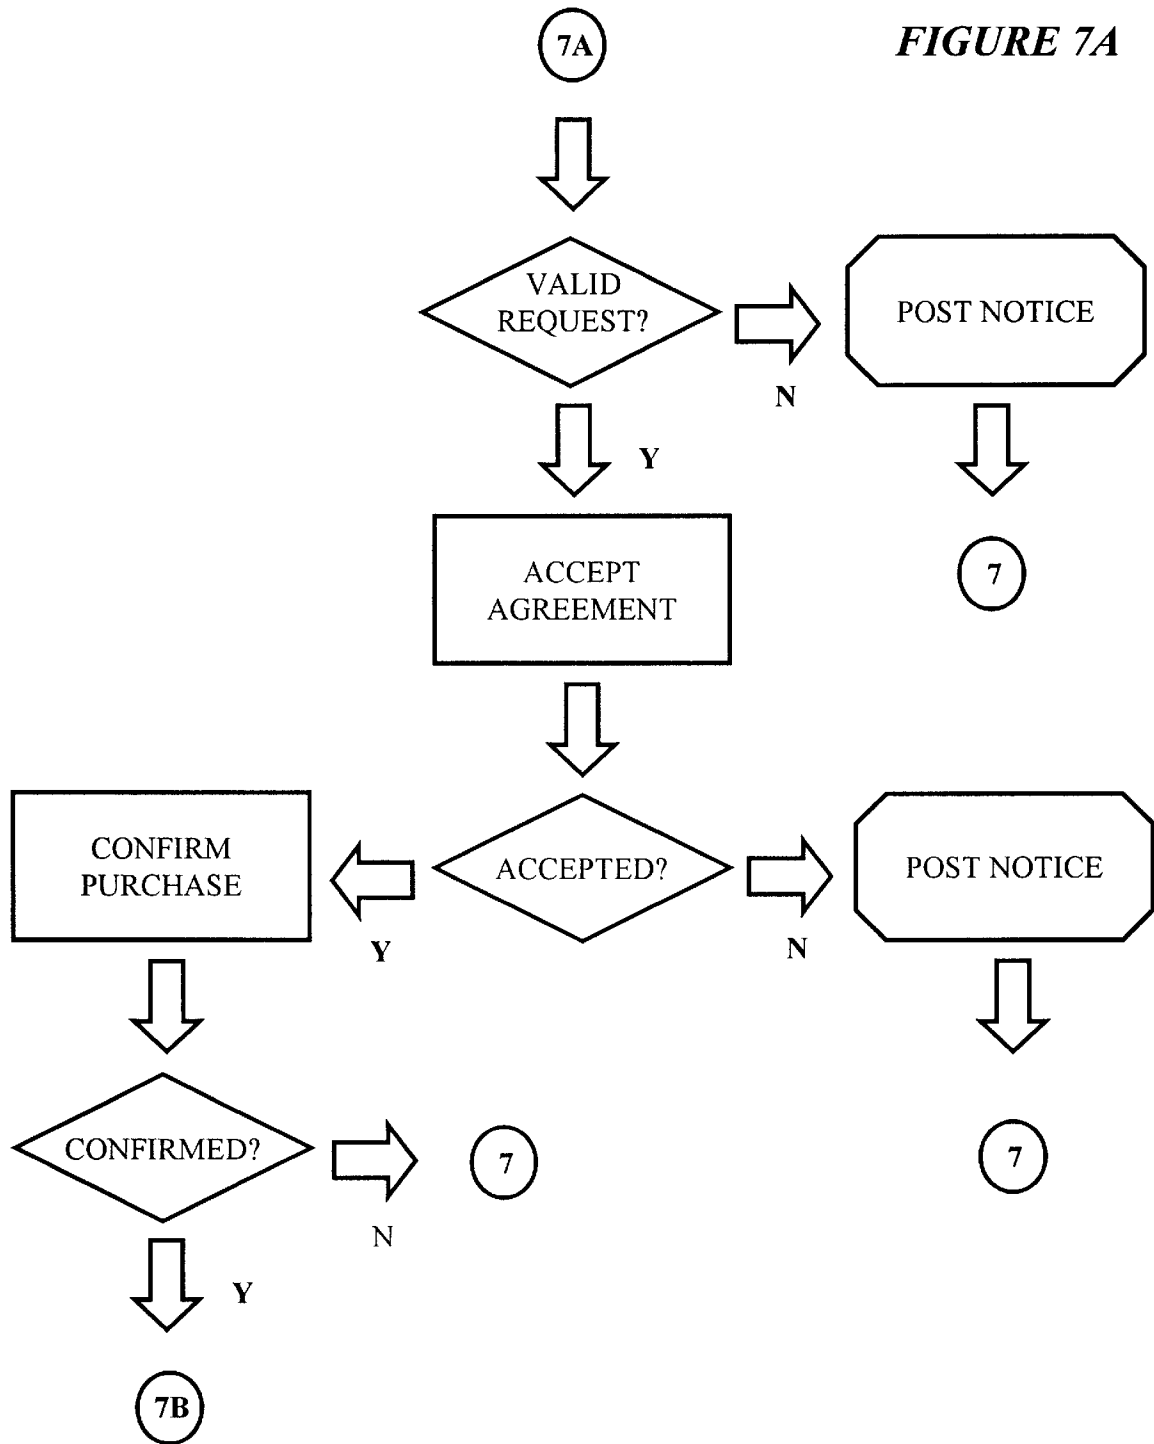 7A
FIGURE 7A
VALID
REQUEST?
POST NOTICE
N
Y
ACCEPT
AGREEMENT
7
CONFIRM
PURCHASE
ACCEPTED?
POST NOTICE
Y
N
CONFIRMED?
7
7
N
Y
7B